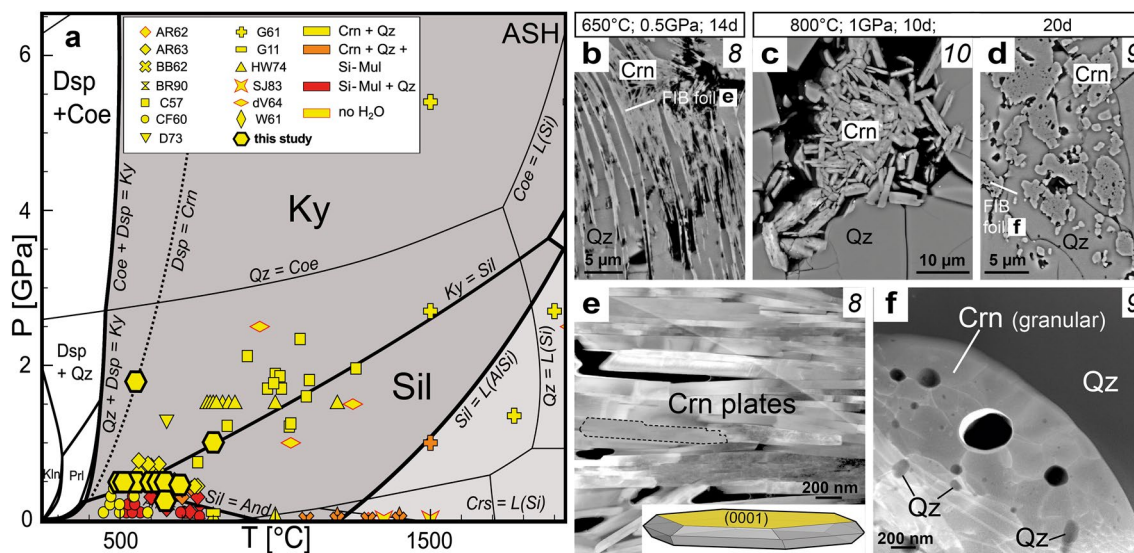 a
ASH
AR62
AR63
BB62
BR90
C57
CF60
D73
G61
G11
HW74
SJ83
dV64
W61
this study
Crn + Qz
Crn + Qz +
Si-Mul
Si-Mul + Qz
no H₂O
Dsp
+Coe
Dsp
+ Qz
Kln
Prl
Coe + Dsp = Ky
Dsp = Crn
Qz + Dsp = Ky
Ky
Qz = Coe
Ky = Sil
Coe = L(Si)
Sil
Sil = L(AlSi)
Qz = L(Si)
Sil = And
Crs = L(Si)
P [GPa]
6
4
2
0
500
T [°C]
1500
650°C; 0.5GPa; 14d
800°C; 1GPa; 10d;
20d
b
8
Crn
FIB foil e
Qz
5 µm
c
10
Crn
Qz
10 µm
d
9
Crn
FIB
foil f
Qz
5 µm
e
8
Crn plates
200 nm
(0001)
f
9
Crn (granular)
Qz
Qz
Qz
200 nm